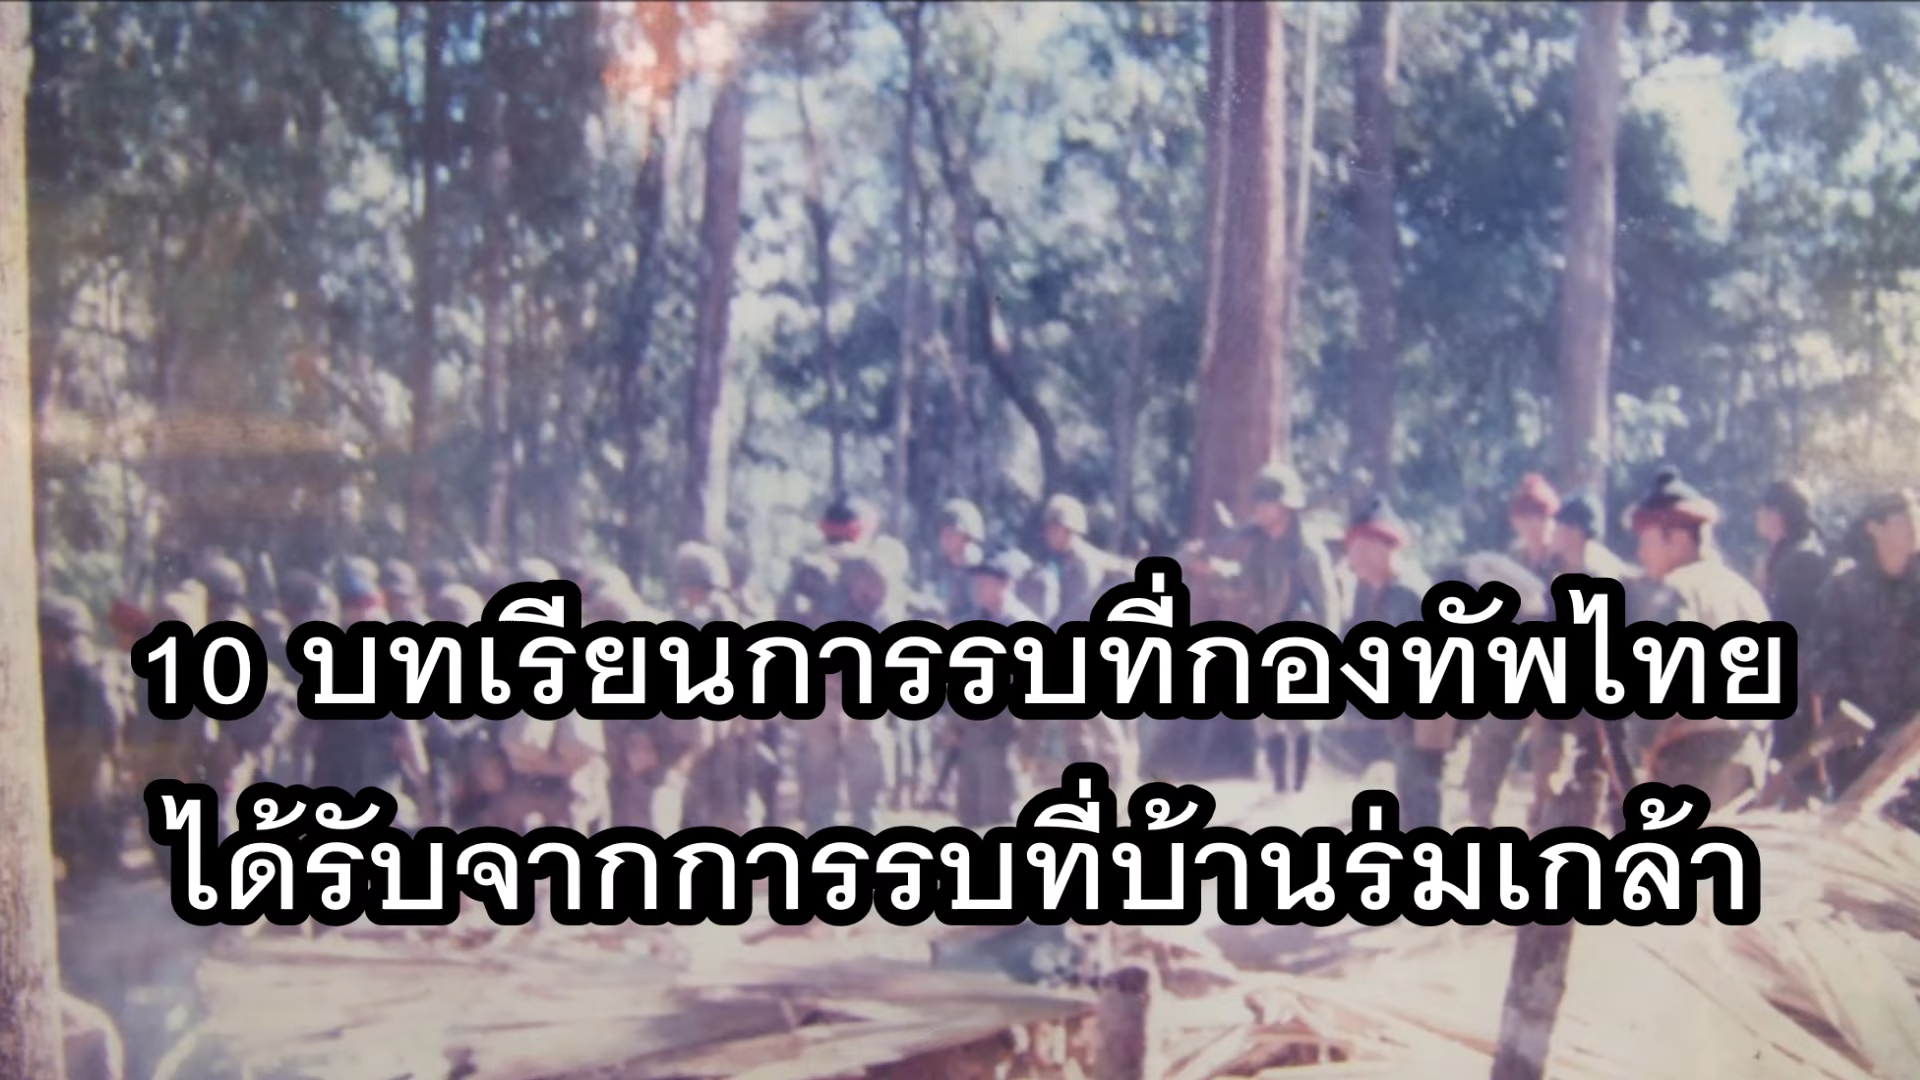 10 บทเรียนการรบที่กองทัพไทย
ได้รับจากการรบที่บ้านร่มเกล้า